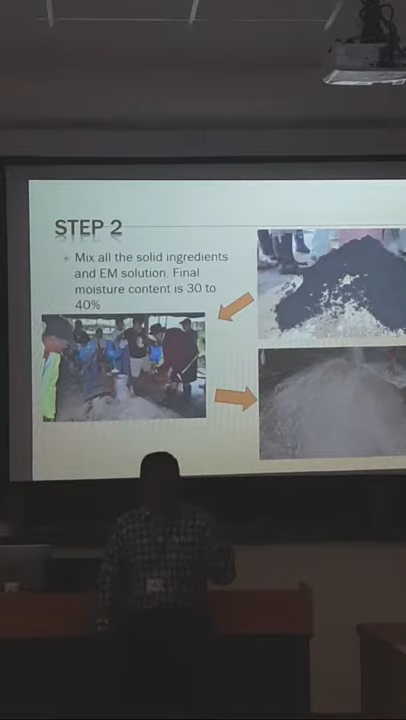 STEP 2
+ Mix all the solid ingredients
and EM solution. Final
moisture content is 30 to
40%